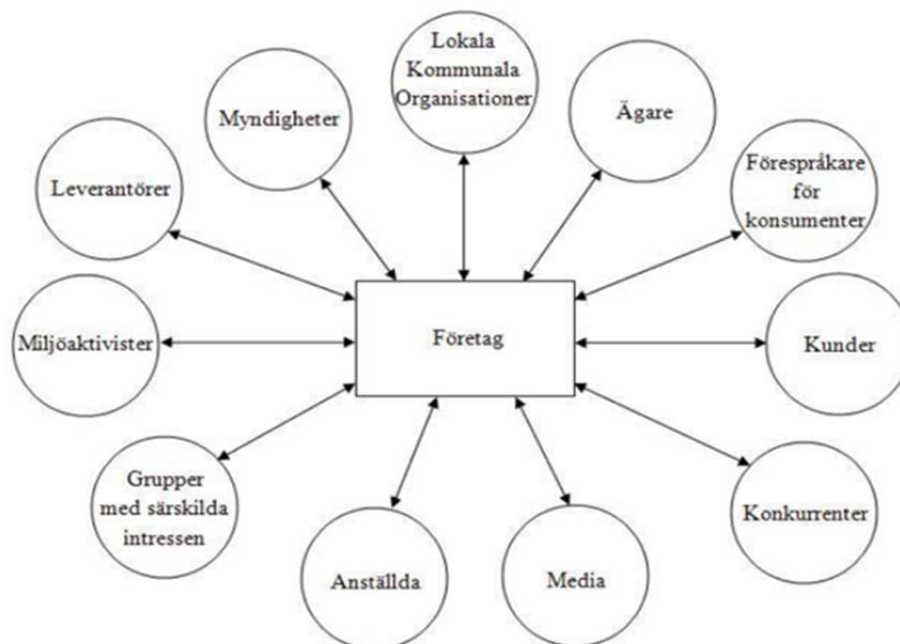 Lokala
Kommunala
Organisationer
Myndigheter
Ägare
Leverantörer
Förespråkare
för
konsumenter
Miljöaktivister
Företag
Kunder
Grupper
med särskilda
intressen
Konkurrenter
Anställda
Media